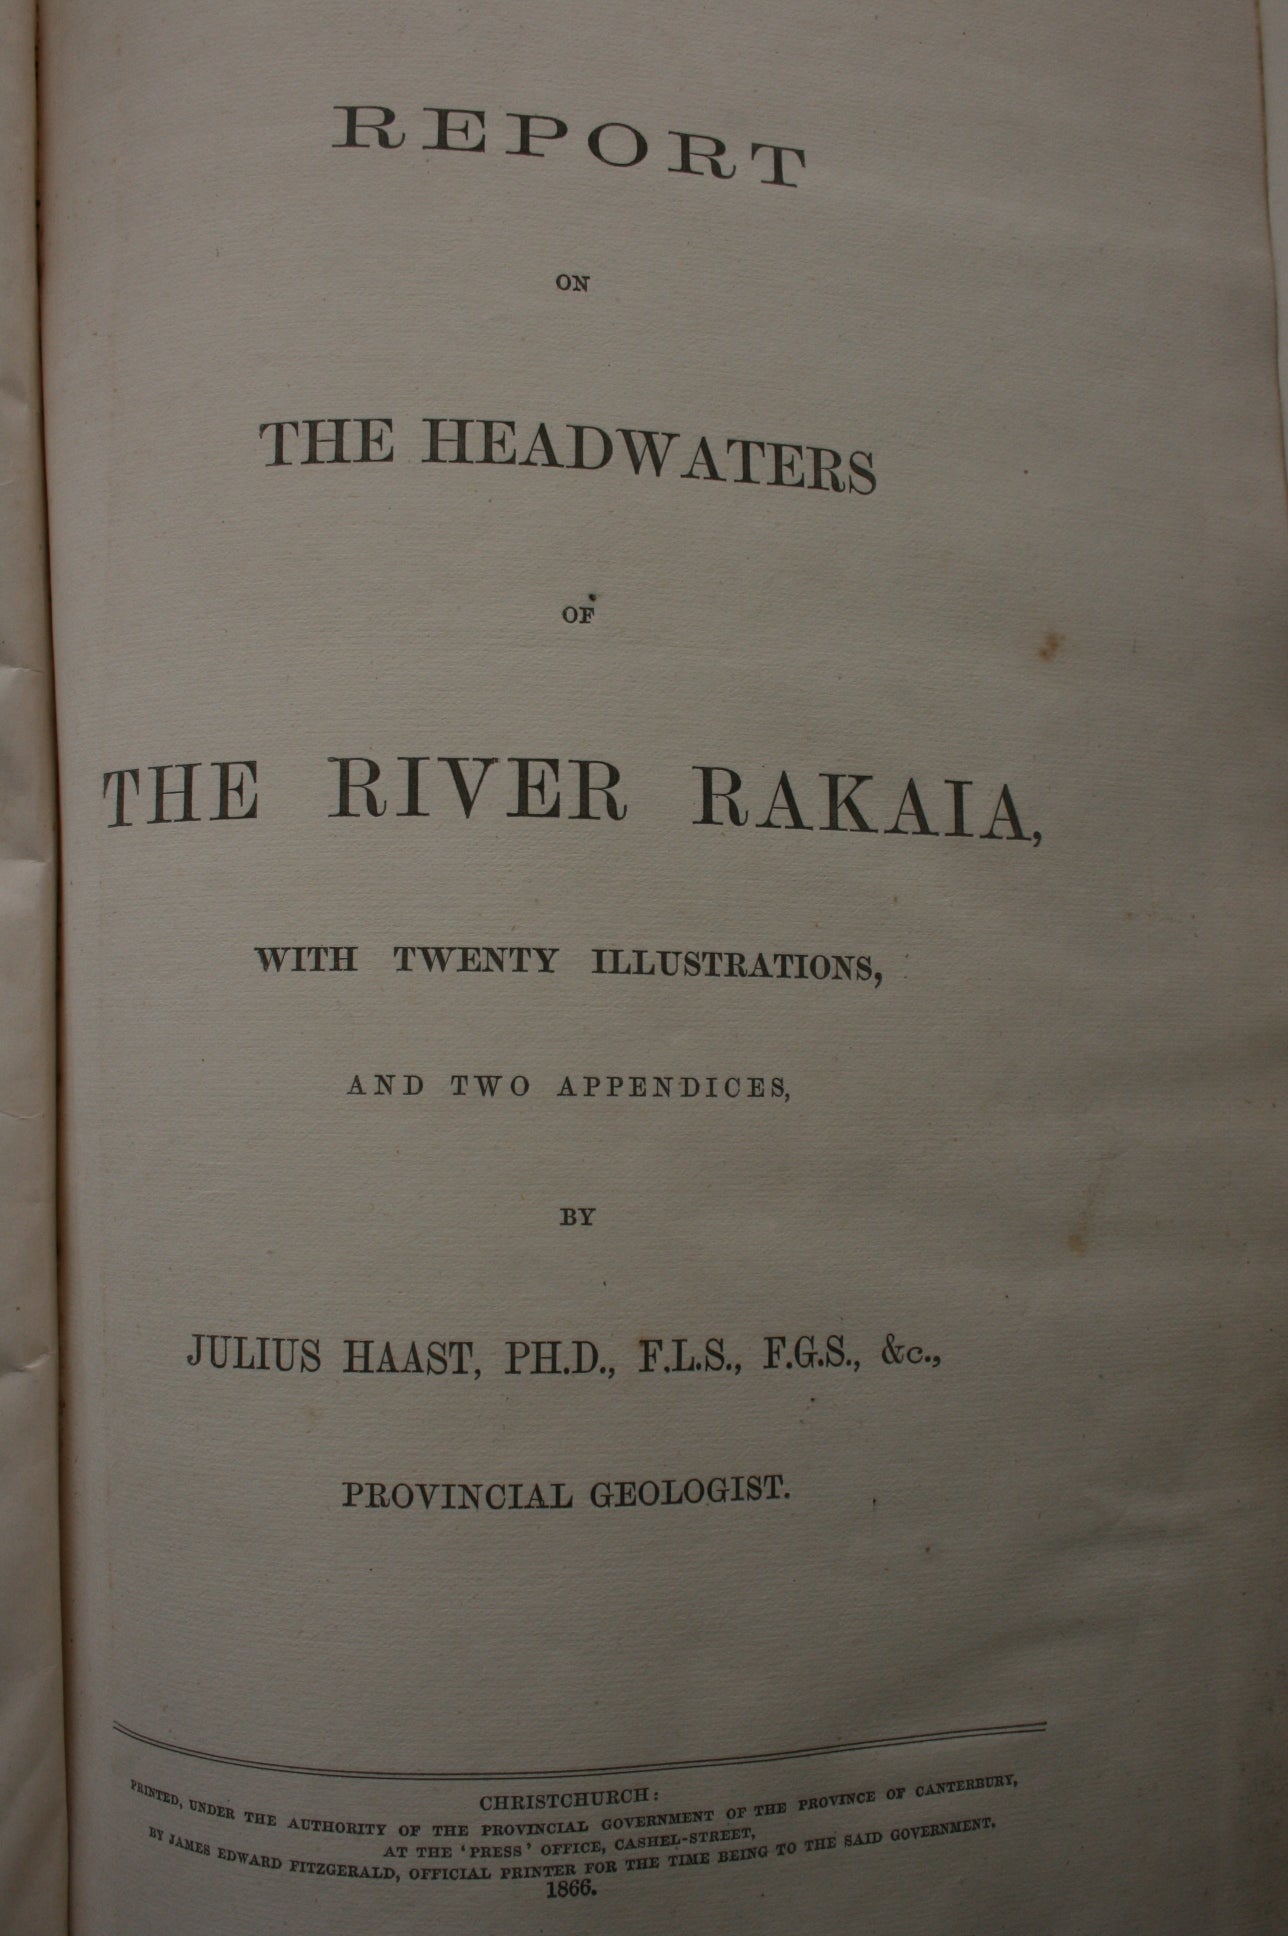 REPORT
ON
THE HEADWATERS
OF
THE RIVER RAKAIA,
WITH TWENTY ILLUSTRATIONS,
AND TWO APPENDICES,
BY
JULIUS HAAST, PH.D., F.L.S., F.G.S., &c.,
PROVINCIAL GEOLOGIST.
CHRISTCHURCH:
PRINTED, UNDER THE AUTHORITY OF THE PROVINCIAL GOVERNMENT OF THE PROVINCE OF CANTERBURY,
AT THE 'PRESS' OFFICE, CASHEL-STREET,
BY JAMES EDWARD FITZGERALD, OFFICIAL PRINTER FOR THE TIME BEING TO THE SAID GOVERNMENT.
1866.